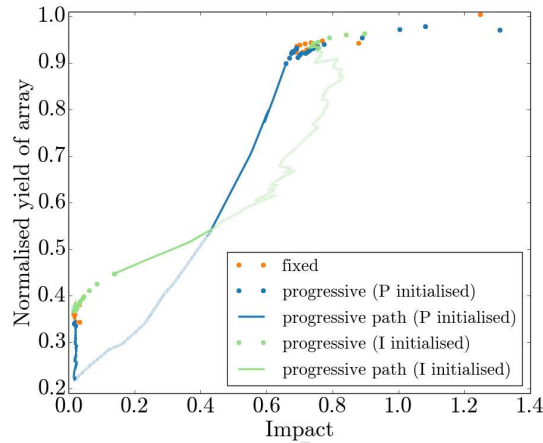 1.0
0.9
0.8
0.7
0.6
0.5
0.4
0.3
0.2
Normalised yield of array
fixed
progressive (P initialised)
progressive path (P initialised)
progressive (I initialised)
progressive path (I initialised)
0.0 0.2 0.4 0.6 0.8 1.0 1.2 1.4
Impact